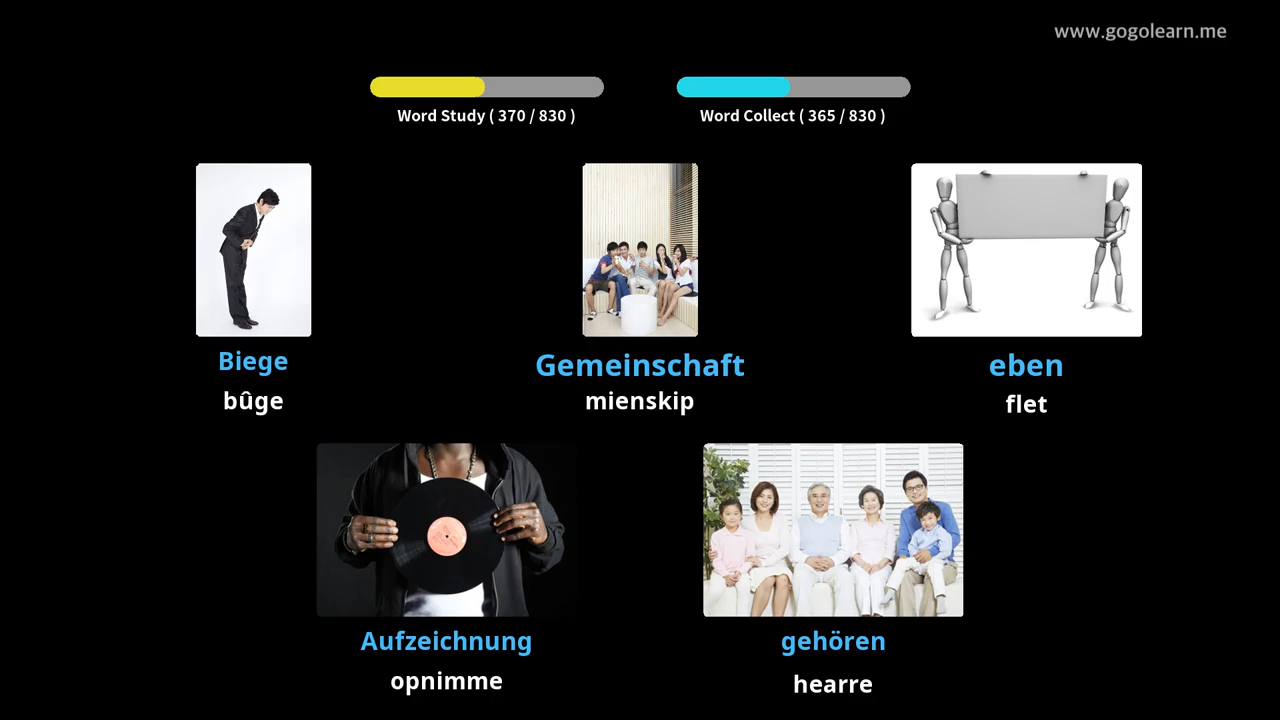 www.gogolearn.me
Word Study ( 370 / 830 )
Word Collect ( 365 / 830 )
Biege
bûge
Gemeinschaft
mienskip
eben
flet
Aufzeichnung
opnimme
gehören
hearre